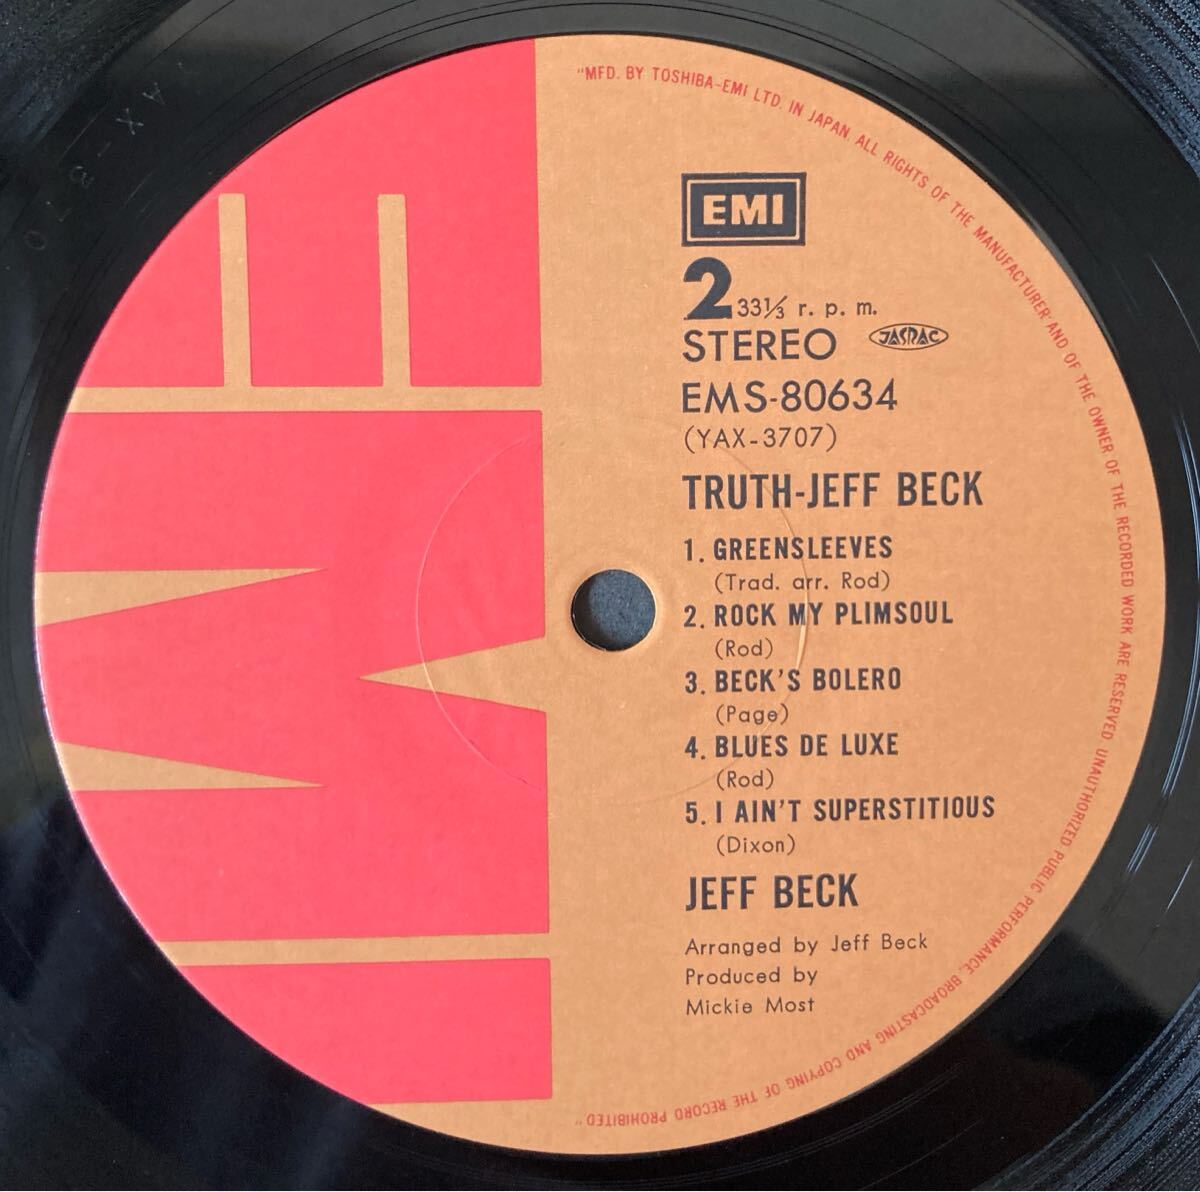 "MFD. BY TOSHIBA-EMI LTD. IN JAPAN. ALL RIGHTS OF THE MANUFACTURER AND OF THE OWNER OF THE RECORDED WORK ARE RESERVED. UNAUTHORIZED PUBLIC PERFORMANCE, BROADCASTING AND COPYING OF THE RECORD PROHIBITED"
EMI
2 33⅓ r. p. m.
STEREO JASRAC
EMS-80634
(YAX-3707)
TRUTH-JEFF BECK
1. GREENSLEEVES
(Trad. arr. Rod)
2. ROCK MY PLIMSOUL
(Rod)
3. BECK'S BOLERO
(Page)
4. BLUES DE LUXE
(Rod)
5. I AIN'T SUPERSTITIOUS
(Dixon)
JEFF BECK
Arranged by Jeff Beck
Produced by
Mickie Most
EMI